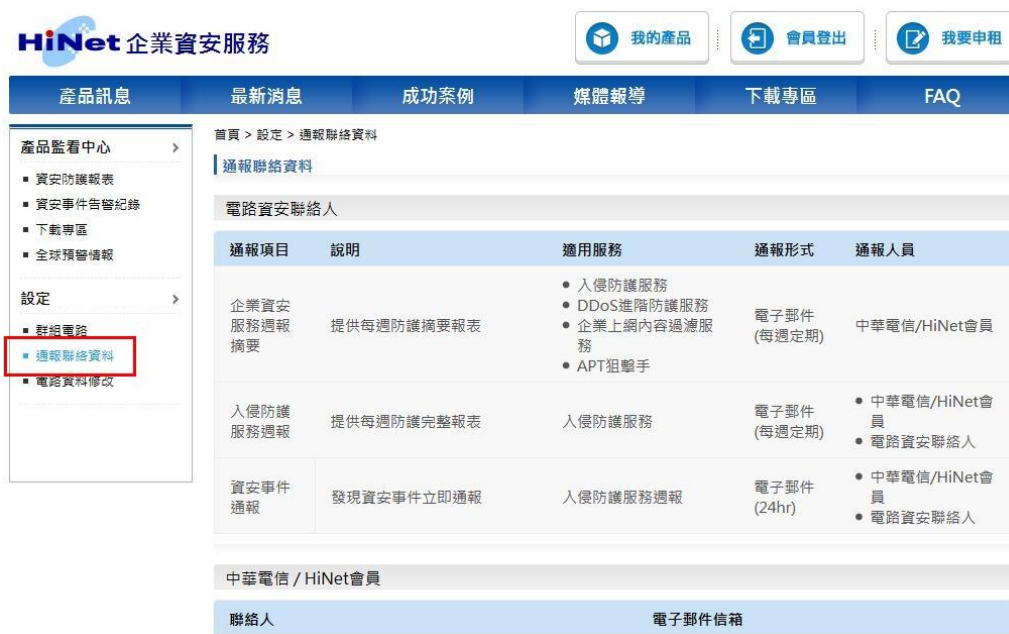 HiNet 企業資安服務
我的產品
會員登出
我要申租
產品訊息
最新消息
成功案例
媒體報導
下載專區
FAQ
產品監看中心 >
■ 資安防護報表
■ 資安事件告警紀錄
■ 下載專區
■ 全球預警情報
設定 >
■ 群組電路
■ 通報聯絡資料
■ 電路資料修改
首頁 > 設定 > 通報聯絡資料
通報聯絡資料
電路資安聯絡人
通報項目 說明 適用服務 通報形式 通報人員
企業資安
服務週報
摘要
提供每週防護摘要報表
● 入侵防護服務
● DDoS進階防護服務
● 企業上網內容過濾服
務
● APT狙擊手
電子郵件
(每週定期)
中華電信/HiNet會員
入侵防護
服務週報
提供每週防護完整報表
入侵防護服務
電子郵件
(每週定期)
● 中華電信/HiNet會
員
● 電路資安聯絡人
資安事件
通報
發現資安事件立即通報
入侵防護服務週報
電子郵件
(24hr)
● 中華電信/HiNet會
員
● 電路資安聯絡人
中華電信 / HiNet會員
聯絡人 電子郵件信箱